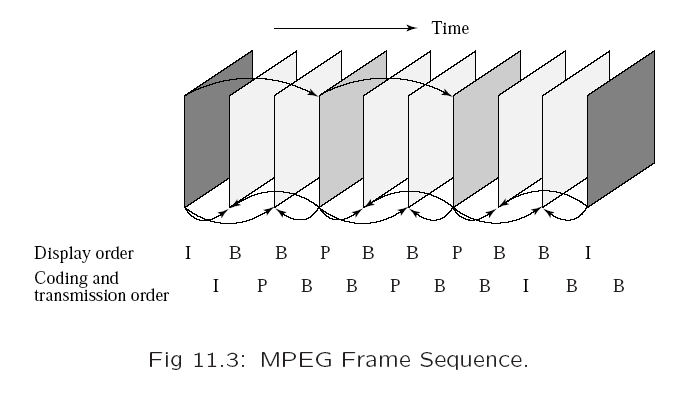 Time
Display order I B B P B B P B B I
Coding and
transmission order I P B B P B B I B B
Fig 11.3: MPEG Frame Sequence.